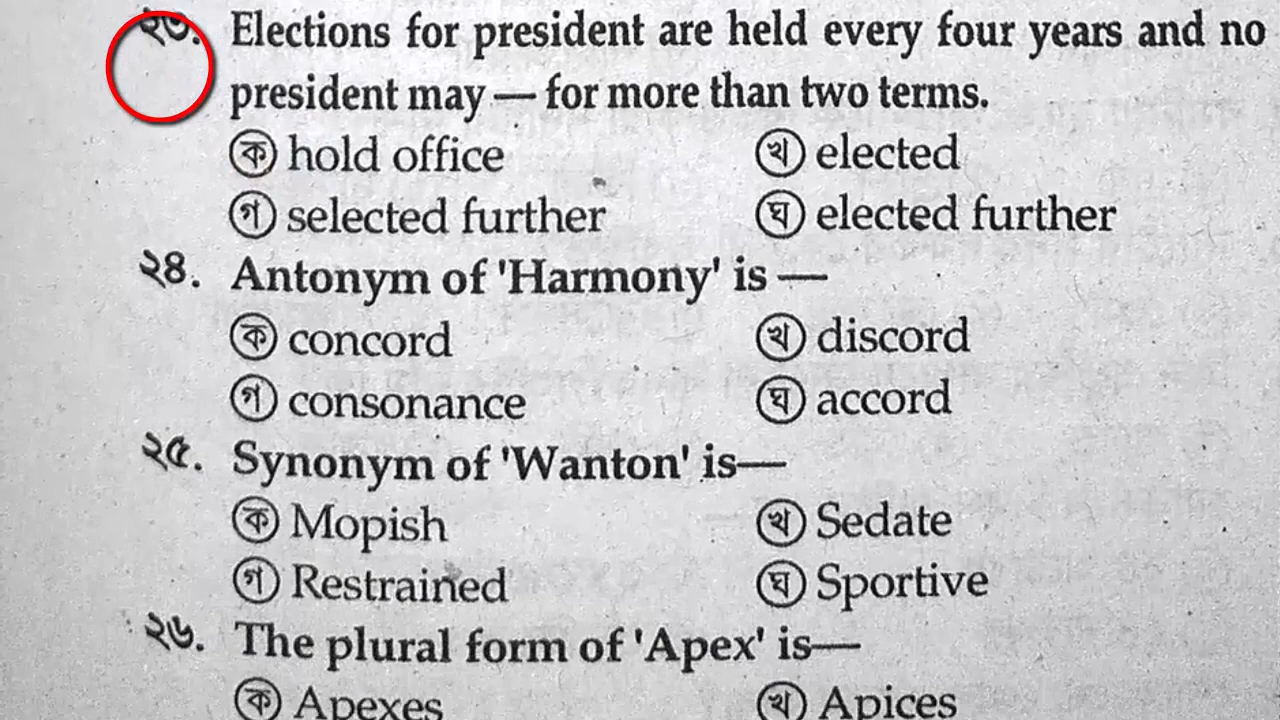 ২৩. Elections for president are held every four years and no
president may — for more than two terms.
ক hold office খ elected
গ selected further ঘ elected further
২৪. Antonym of 'Harmony' is —
ক concord খ discord
গ consonance ঘ accord
২৫. Synonym of 'Wanton' is—
ক Mopish খ Sedate
গ Restrained ঘ Sportive
২৬. The plural form of 'Apex' is—
ক Apexes খ Apices